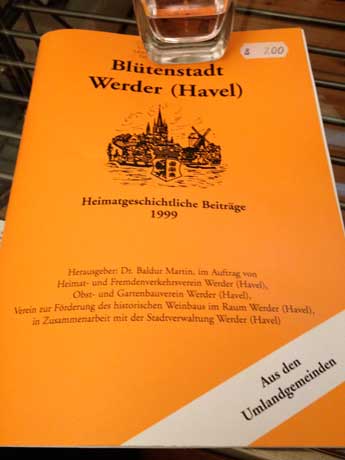 Blütenstadt
Werder (Havel)
Heimatgeschichtliche Beiträge
1999
Herausgeber: Dr. Baldur Martin, im Auftrag von
Heimat- und Fremdenverkehrsverein Werder (Havel),
Obst- und Gartenbauverein Werder (Havel),
Verein zur Förderung des historischen Weinbaus im Raum Werder (Havel),
in Zusammenarbeit mit der Stadtverwaltung Werder (Havel)
Aus den
Umlandgemeinden